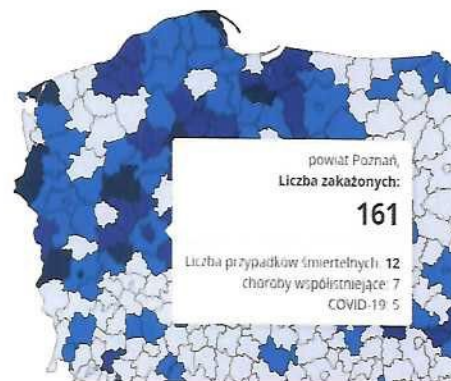 powiat Poznań,
Liczba zakażonych:
161
Liczba przypadków śmiertelnych: 12
choroby współistniejące: 7
COVID-19: 5